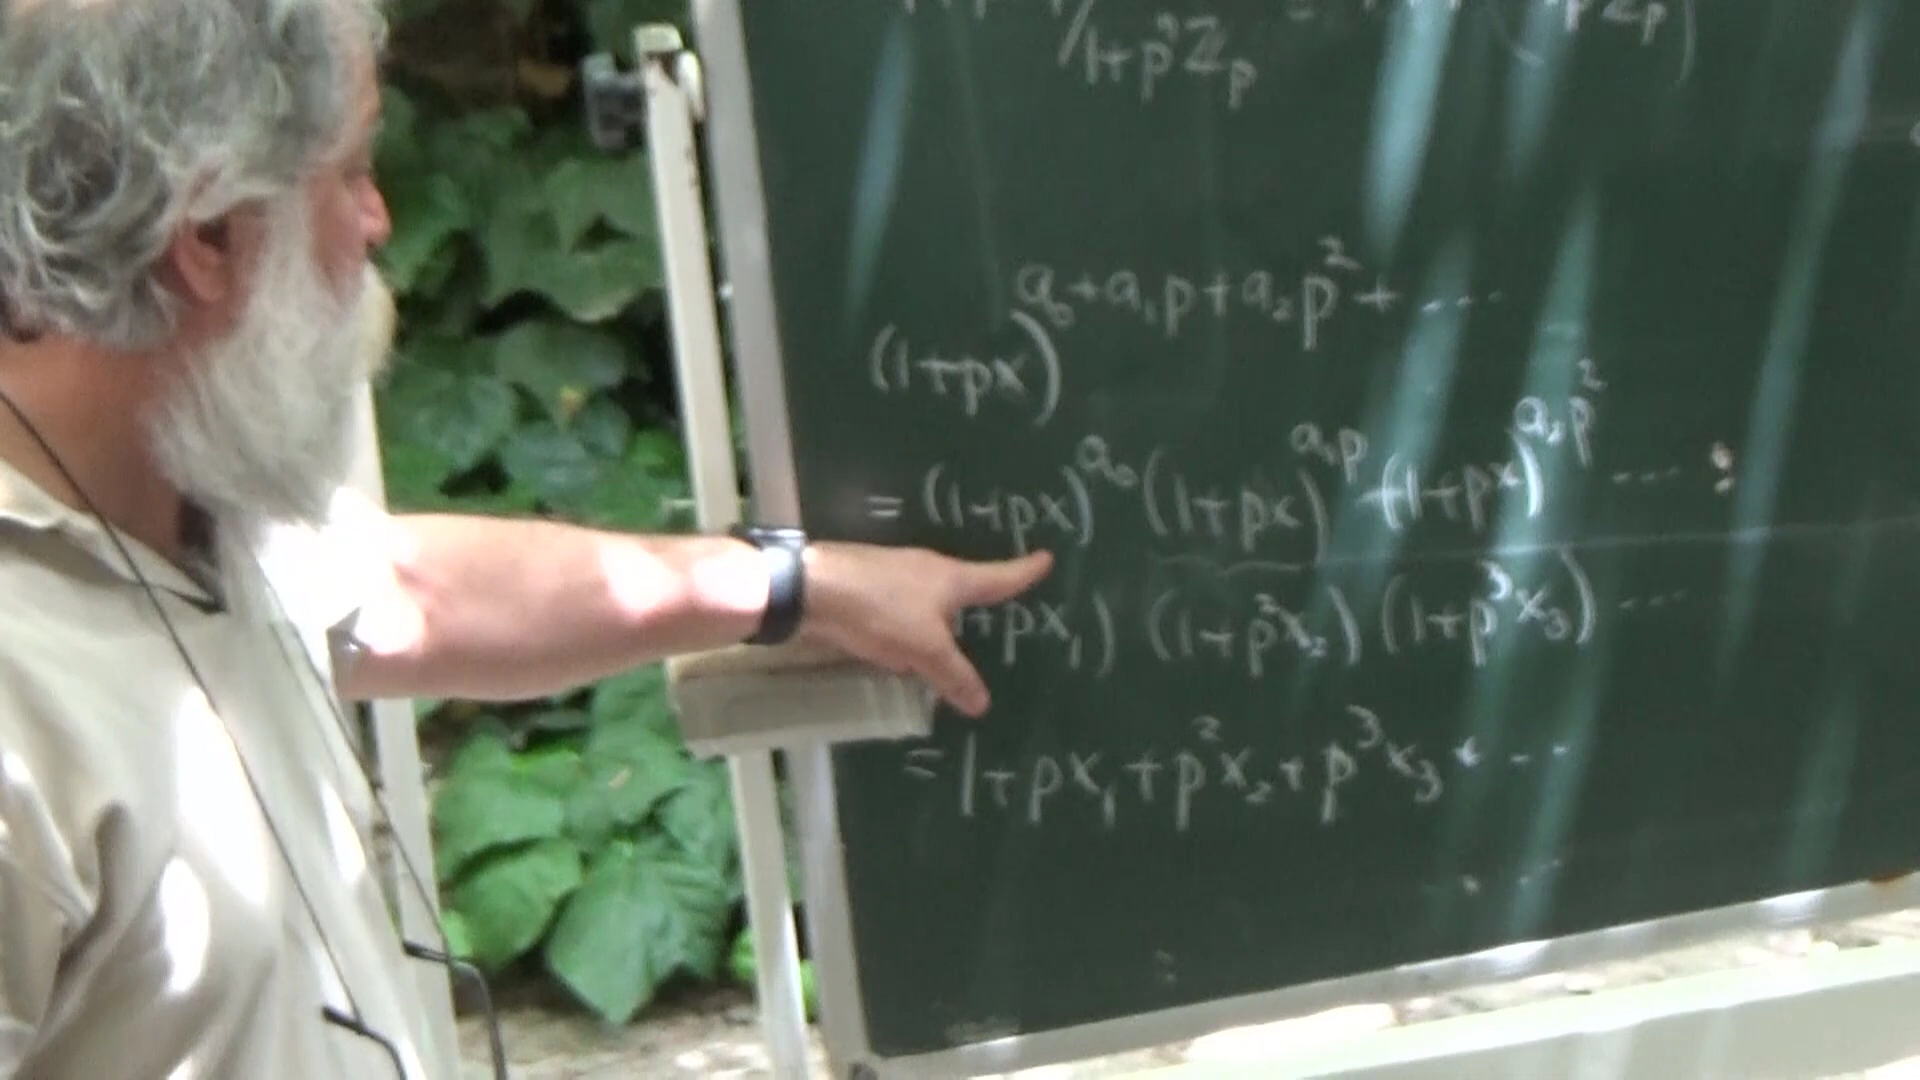 1+p²Z_p
pZ_p)
(1+px)^{a₀+a₁p+a₂p²+ ...}
= (1+px)^{a₀} (1+px)^{a₁p} (1+px)^{a₂p²} ....
1+px₁) (1+p²x₂) (1+p³x₃) ....
= 1+px₁+p²x₂+p³x₃+ ...